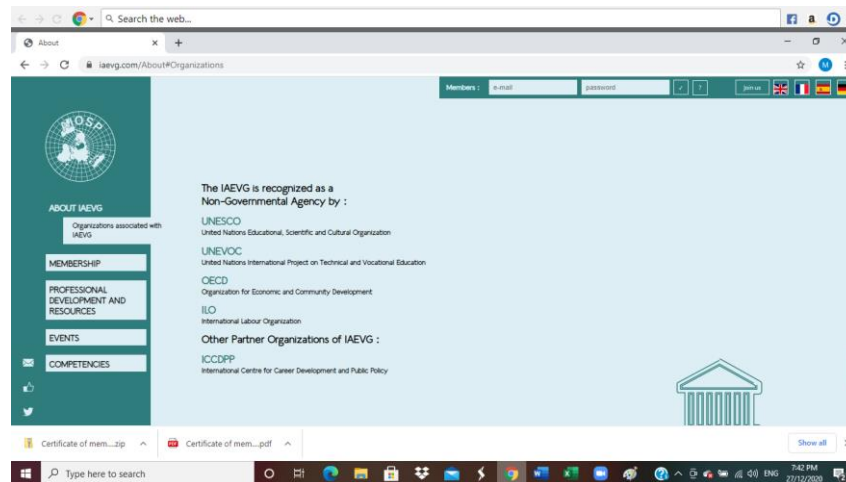 Search the web...
a
About
iaevg.com/About#Organizations
M
Members :
e-mail
password
?
join us
AIOSP
ABOUT IAEVG
Organizations associated with
IAEVG
MEMBERSHIP
PROFESSIONAL
DEVELOPMENT AND
RESOURCES
EVENTS
COMPETENCIES
The IAEVG is recognized as a
Non-Governmental Agency by :
UNESCO
United Nations Educational, Scientific and Cultural Organization
UNEVOC
United Nations International Project on Technical and Vocational Education
OECD
Organization for Economic and Community Development
ILO
International Labour Organization
Other Partner Organizations of IAEVG :
ICCDPP
International Centre for Career Development and Public Policy
Certificate of mem....zip
Certificate of mem....pdf
Show all
Type here to search
ENG
7:42 PM
27/12/2020